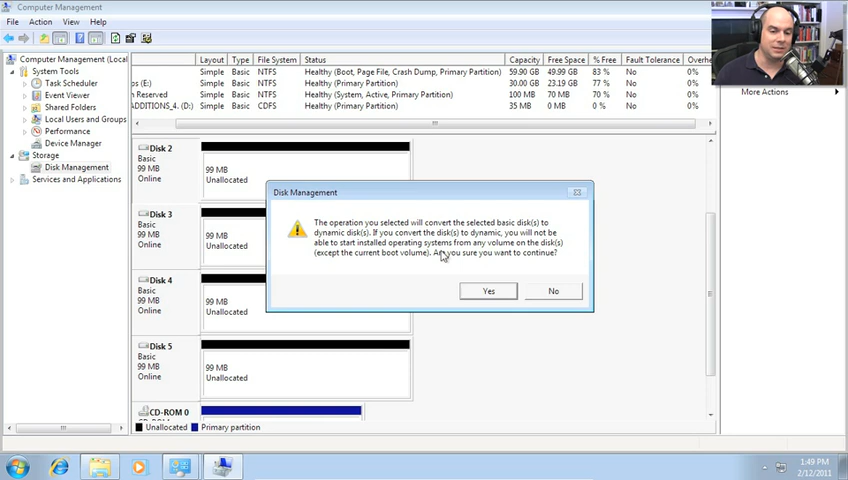 Computer Management
File Action View Help
Computer Management (Local
System Tools
Task Scheduler
Event Viewer
Shared Folders
Local Users and Groups
Performance
Device Manager
Storage
Disk Management
Services and Applications
Layout Type File System Status Capacity Free Space % Free Fault Tolerance Overhe
Simple Basic NTFS Healthy (Boot, Page File, Crash Dump, Primary Partition) 59.90 GB 49.99 GB 83 % No 0%
ps (E:) Simple Basic NTFS Healthy (Primary Partition) 30.00 GB 23.19 GB 77 % No 0%
n Reserved Simple Basic NTFS Healthy (System, Active, Primary Partition) 100 MB 70 MB 70 % No 0%
ADDITIONS_4. (D:) Simple Basic CDFS Healthy (Primary Partition) 35 MB 0 MB 0 % No 0%
More Actions
Disk 2
Basic
99 MB
Online
99 MB
Unallocated
Disk 3
Basic
99 MB
Online
99 MB
Unallocated
Disk 4
Basic
99 MB
Online
99 MB
Unallocated
Disk 5
Basic
99 MB
Online
99 MB
Unallocated
CD-ROM 0
Unallocated Primary partition
Disk Management
The operation you selected will convert the selected basic disk(s) to
dynamic disk(s). If you convert the disk(s) to dynamic, you will not be
able to start installed operating systems from any volume on the disk(s)
(except the current boot volume). Are you sure you want to continue?
Yes No
1:49 PM
2/12/2011